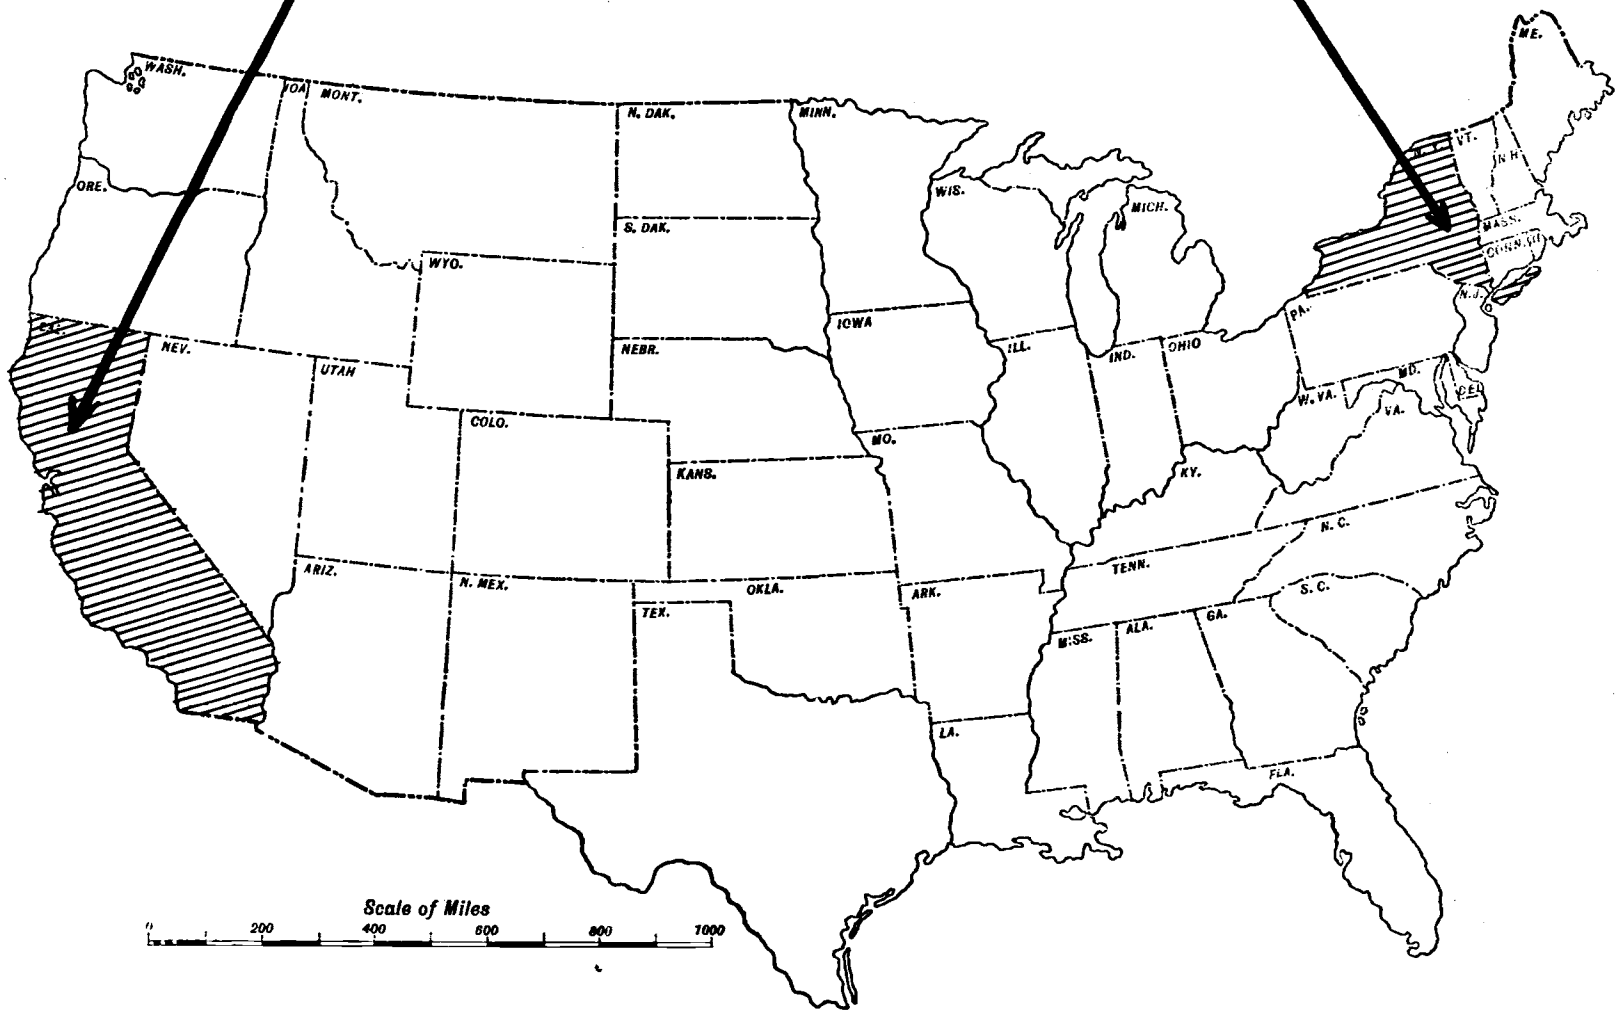 ME.
WASH.
IDA
MONT.
N. DAK.
MINN.
VT.
N.H.
ORE.
WIS.
MICH.
S. DAK.
MASS.
CONN.
WYO.
N.J.
PA.
IOWA
NEV.
NEBR.
ILL.
IND.
OHIO
UTAH
MD.
DEL
W. VA.
VA.
COLO.
MO.
KANS.
KY.
N. C.
ARIZ.
N. MEX.
OKLA.
TENN.
ARK.
S. C.
TEX.
GA.
MISS.
ALA.
LA.
FLA.
Scale of Miles
0 200 400 600 800 1000